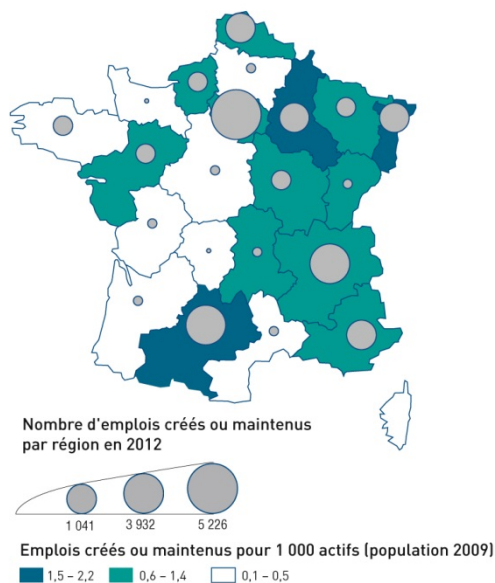 Nombre d'emplois créés ou maintenus
par région en 2012
1 041 3 932 5 226
Emplois créés ou maintenus pour 1 000 actifs (population 2009)
1,5 – 2,2 0,6 – 1,4 0,1 – 0,5